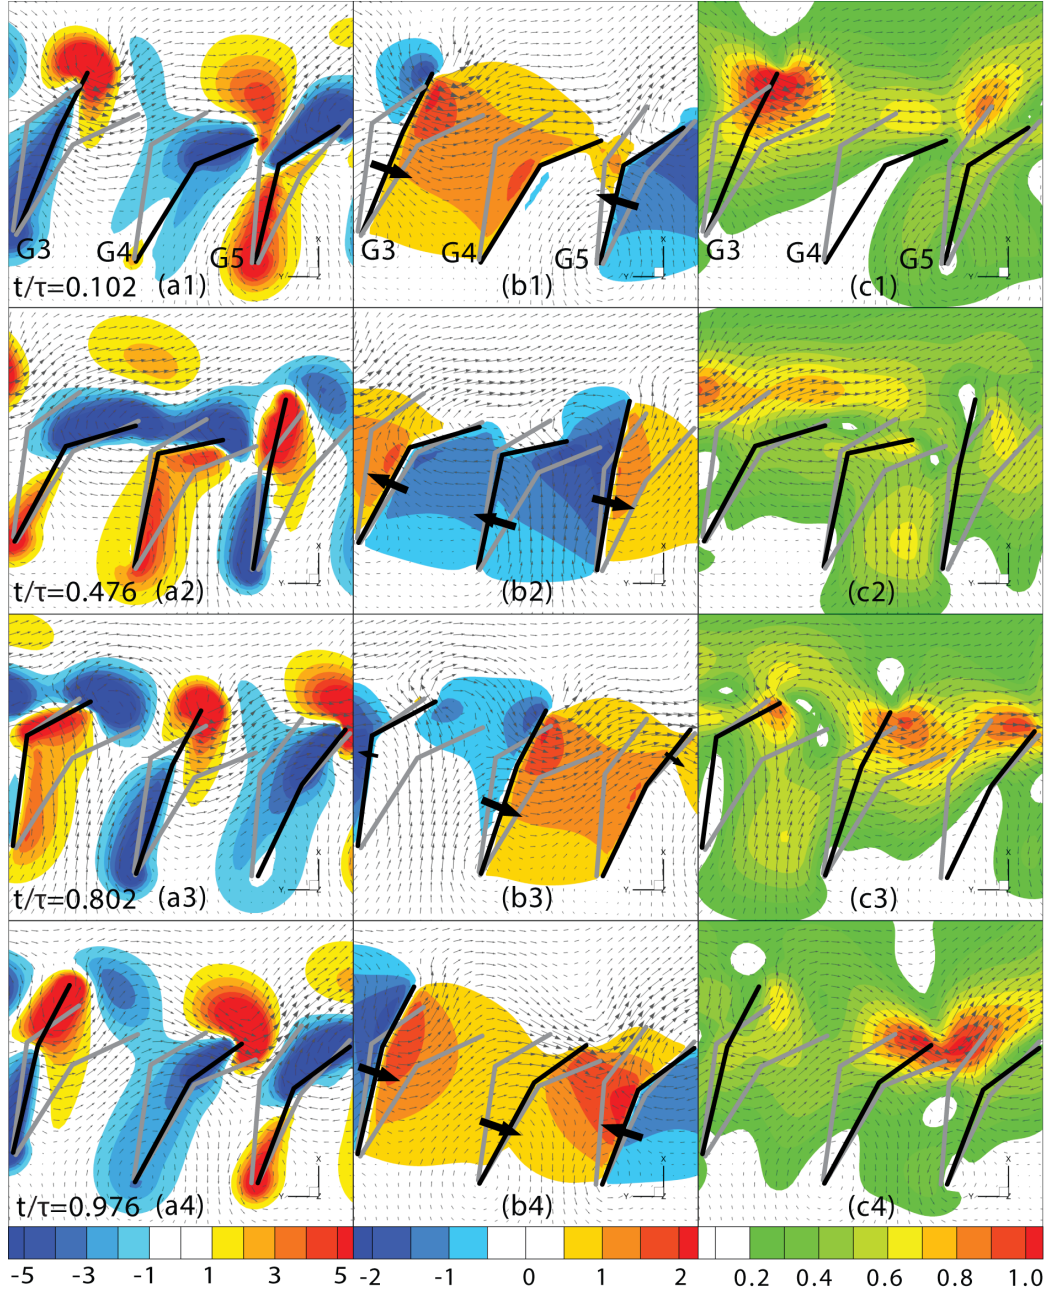 G3 G4 G5
t/τ=0.102 (a1)
X Y Z
G3 G4 G5
(b1)
X Y Z
G3 G4 G5
(c1)
X Y Z
t/τ=0.476 (a2)
X Y Z
(b2)
X Y Z
(c2)
X Y Z
t/τ=0.802 (a3)
X Y Z
(b3)
X Y Z
(c3)
X Y Z
t/τ=0.976 (a4)
X Y Z
(b4)
X Y Z
(c4)
X Y Z
-5 -3 -1 1 3 5
-2 -1 0 1 2
0.2 0.4 0.6 0.8 1.0